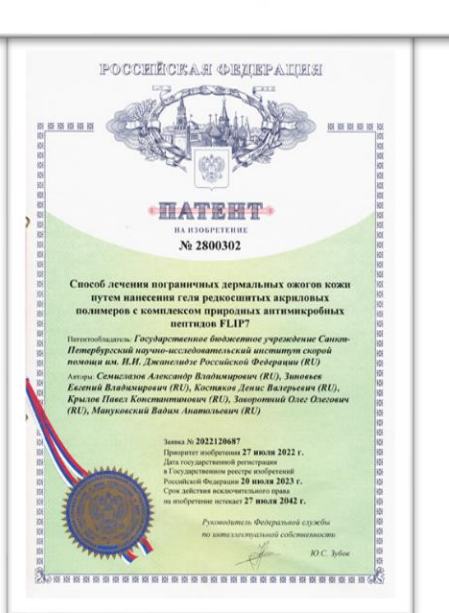 РОССИЙСКАЯ ФЕДЕРАЦИЯ
ПАТЕНТ
НА ИЗОБРЕТЕНИЕ
№ 2800302
Способ лечения пограничных дермальных ожогов кожи
путем нанесения геля редкосшитых акриловых
полимеров с комплексом природных антимикробных
пептидов FLIP7
Патентообладатель: Государственное бюджетное учреждение Санкт-
Петербургский научно-исследовательский институт скорой
помощи им. И.И. Джанелидзе Российской Федерации (RU)
Авторы: Семиглазов Александр Владимирович (RU), Зиновьев
Евгений Владимирович (RU), Костяков Денис Валерьевич (RU),
Крылов Павел Константинович (RU), Заворотний Олег Олегович
(RU), Мануковский Вадим Анатольевич (RU)
Заявка № 2022120687
Приоритет изобретения 27 июля 2022 г.
Дата государственной регистрации
в Государственном реестре изобретений
Российской Федерации 20 июля 2023 г.
Срок действия исключительного права
на изобретение истекает 27 июля 2042 г.
Руководитель Федеральной службы
по интеллектуальной собственности
Ю.С. Зубов